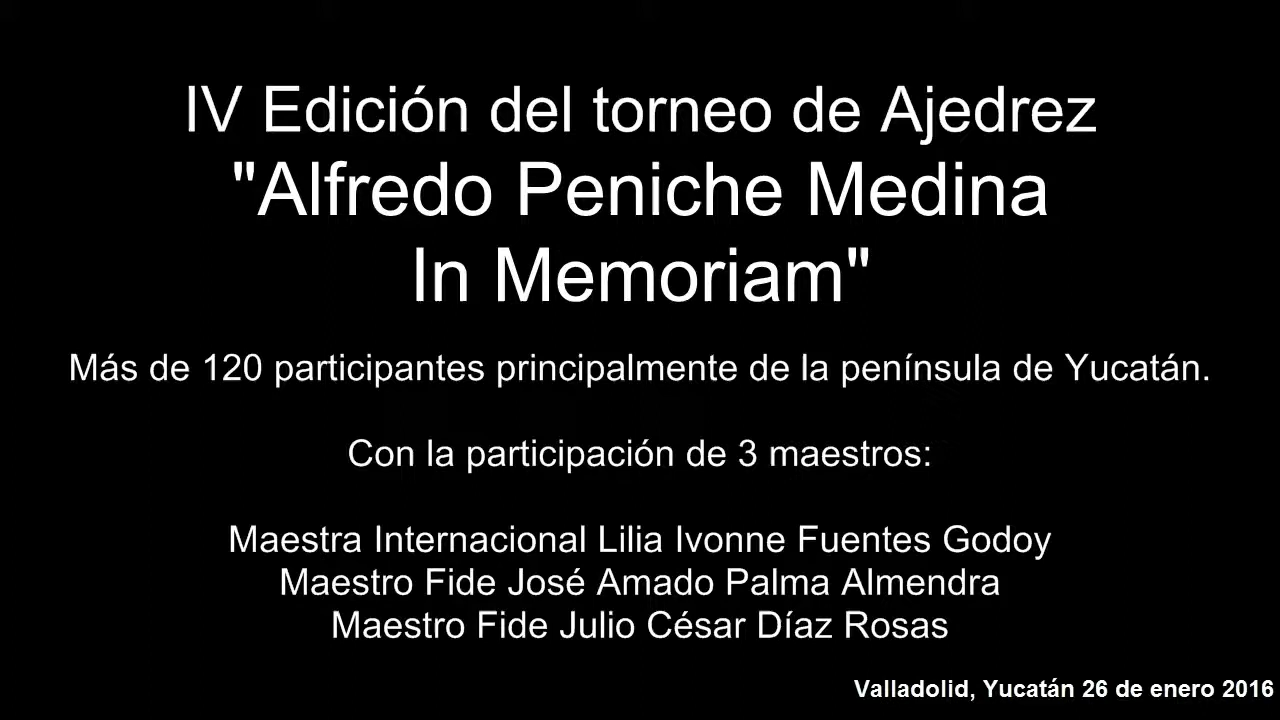 IV Edición del torneo de Ajedrez
"Alfredo Peniche Medina
In Memoriam"
Más de 120 participantes principalmente de la península de Yucatán.
Con la participación de 3 maestros:
Maestra Internacional Lilia Ivonne Fuentes Godoy
Maestro Fide José Amado Palma Almendra
Maestro Fide Julio César Díaz Rosas
Valladolid, Yucatán 26 de enero 2016